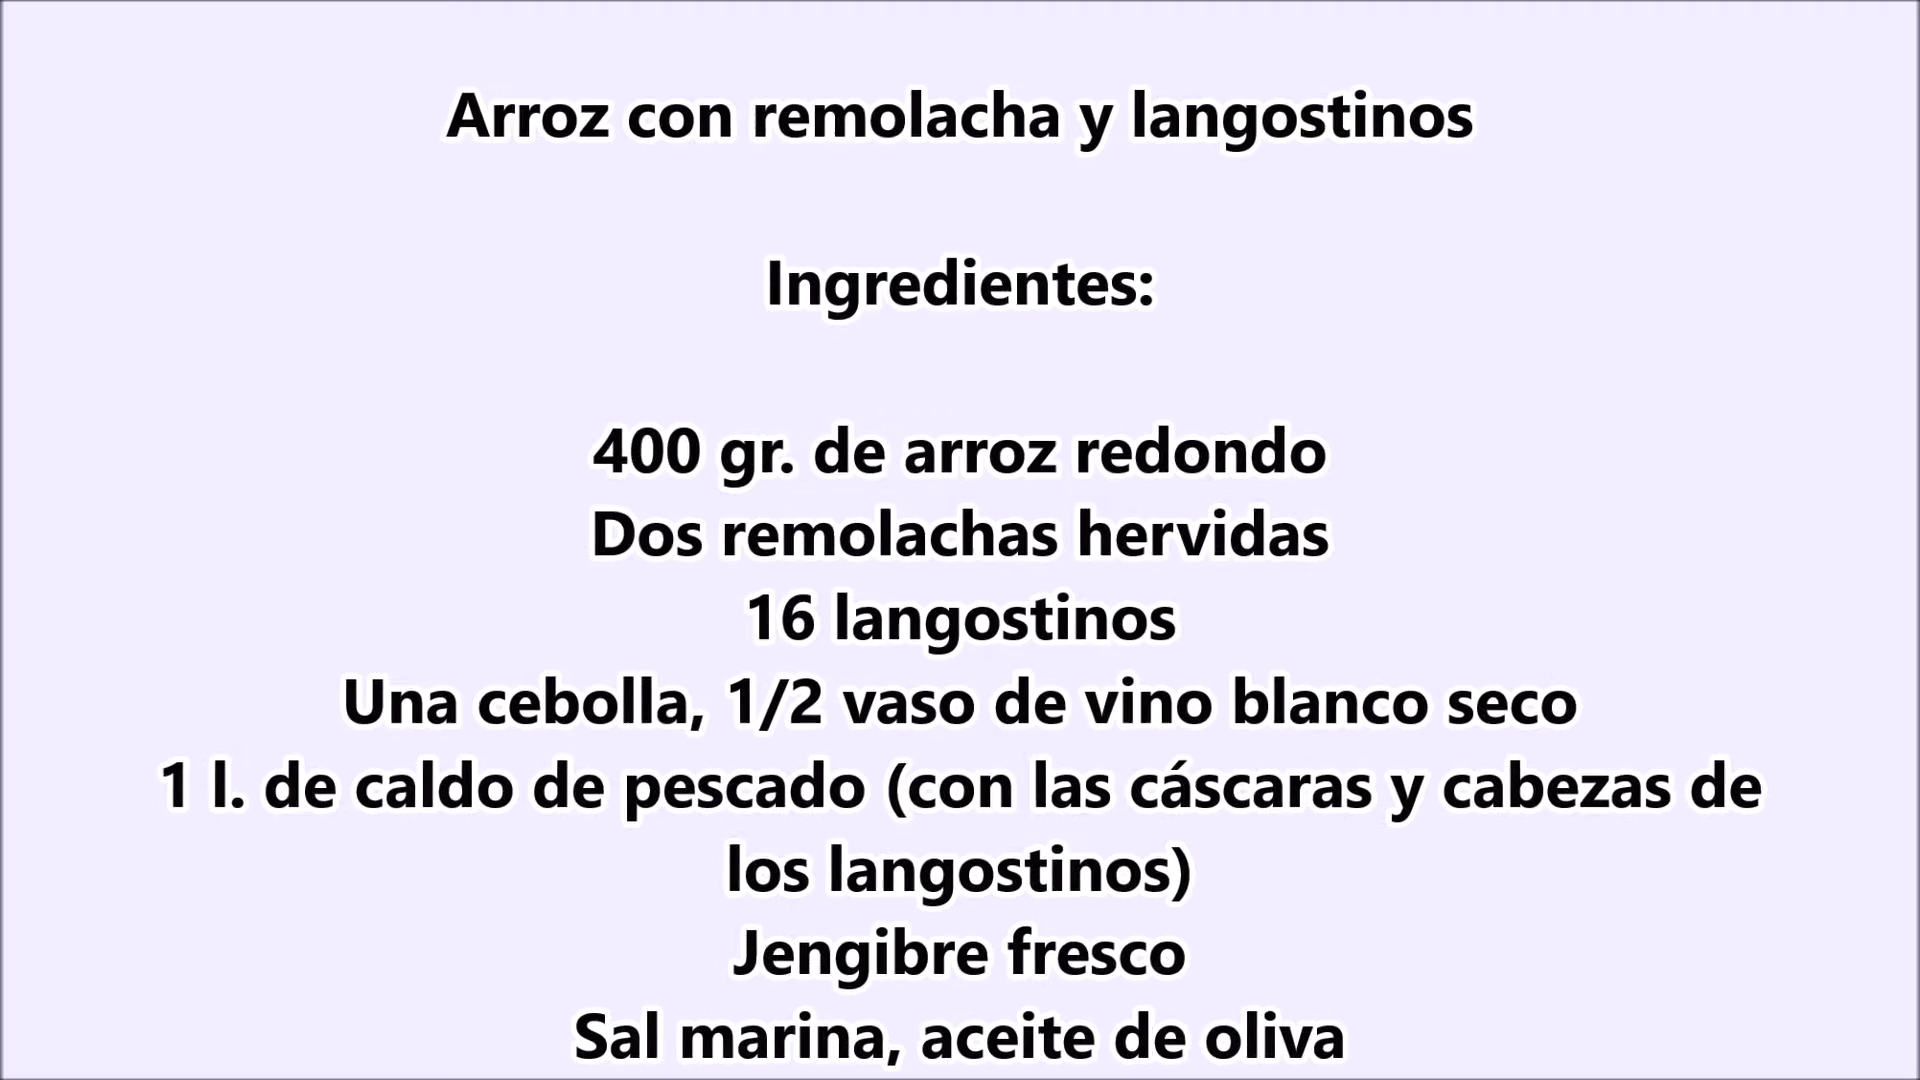 Arroz con remolacha y langostinos
Ingredientes:
400 gr. de arroz redondo
Dos remolachas hervidas
16 langostinos
Una cebolla, 1/2 vaso de vino blanco seco
1 l. de caldo de pescado (con las cáscaras y cabezas de
los langostinos)
Jengibre fresco
Sal marina, aceite de oliva